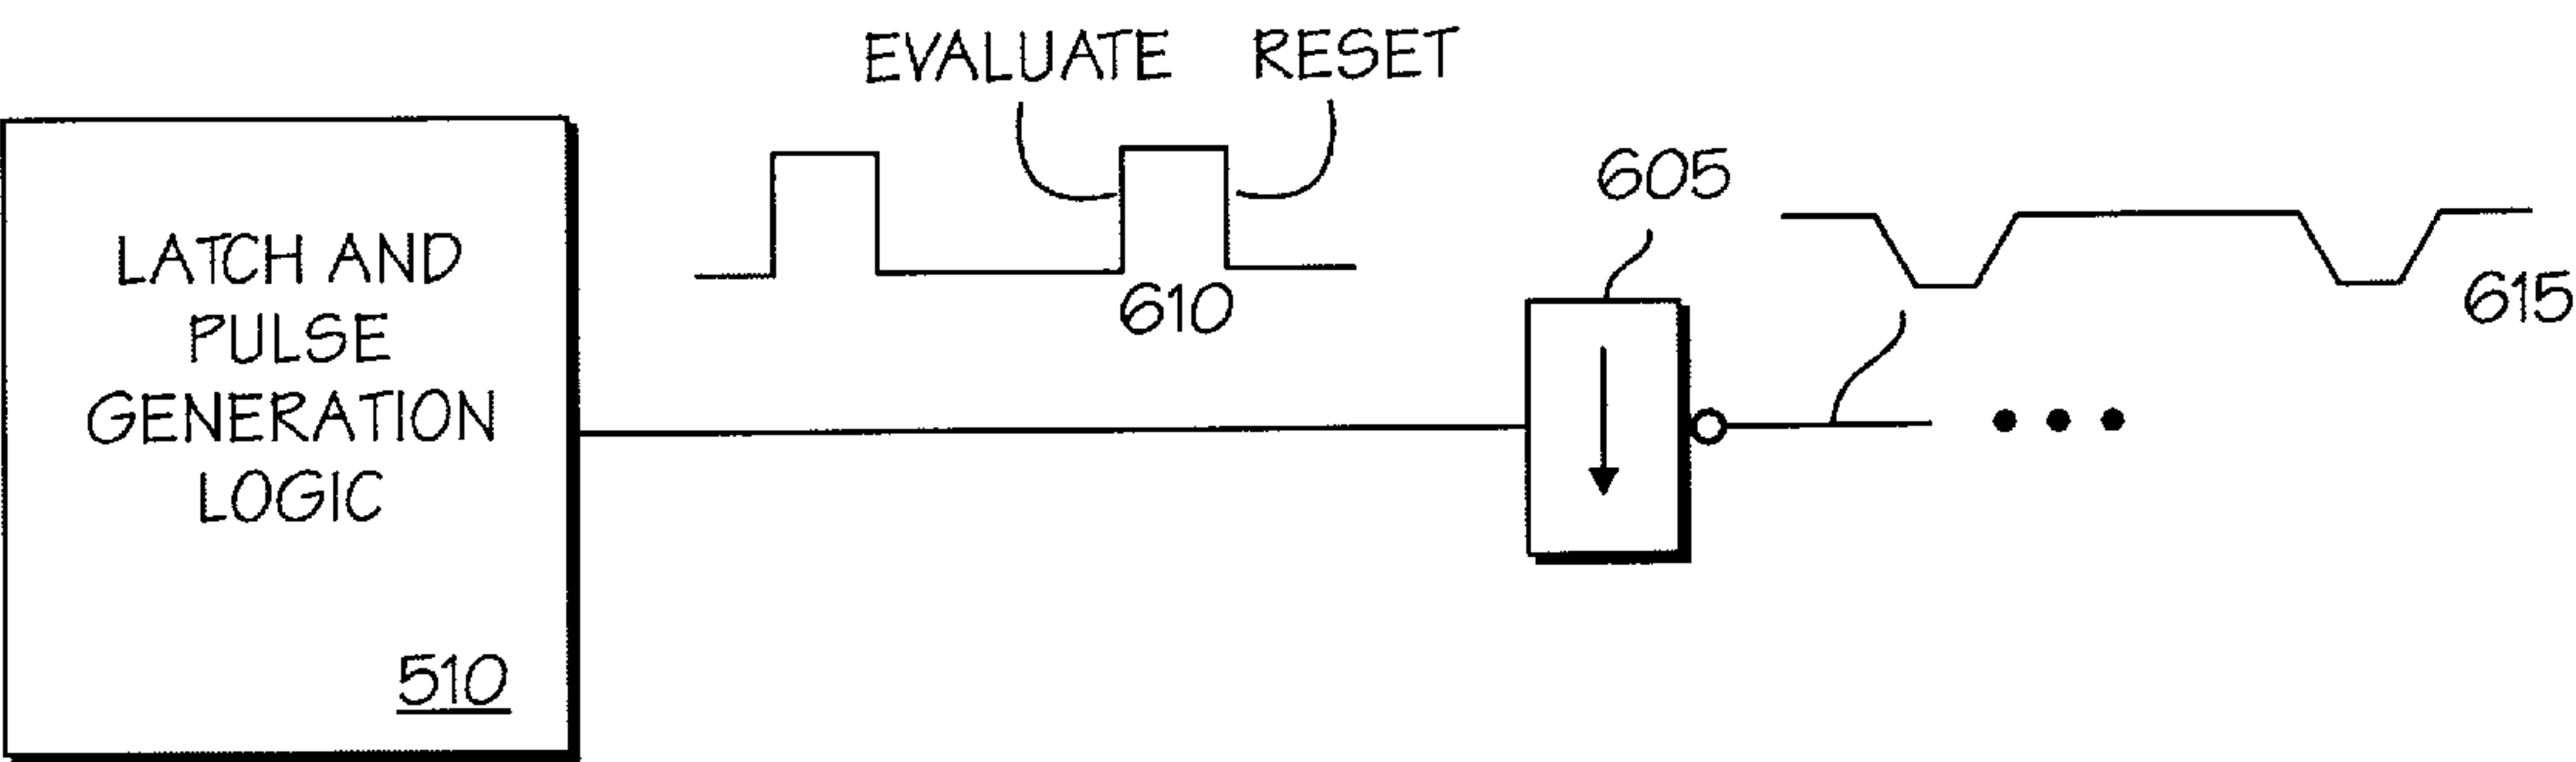 EVALUATE RESET
605
LATCH AND
PULSE
GENERATION
LOGIC
610
615
510